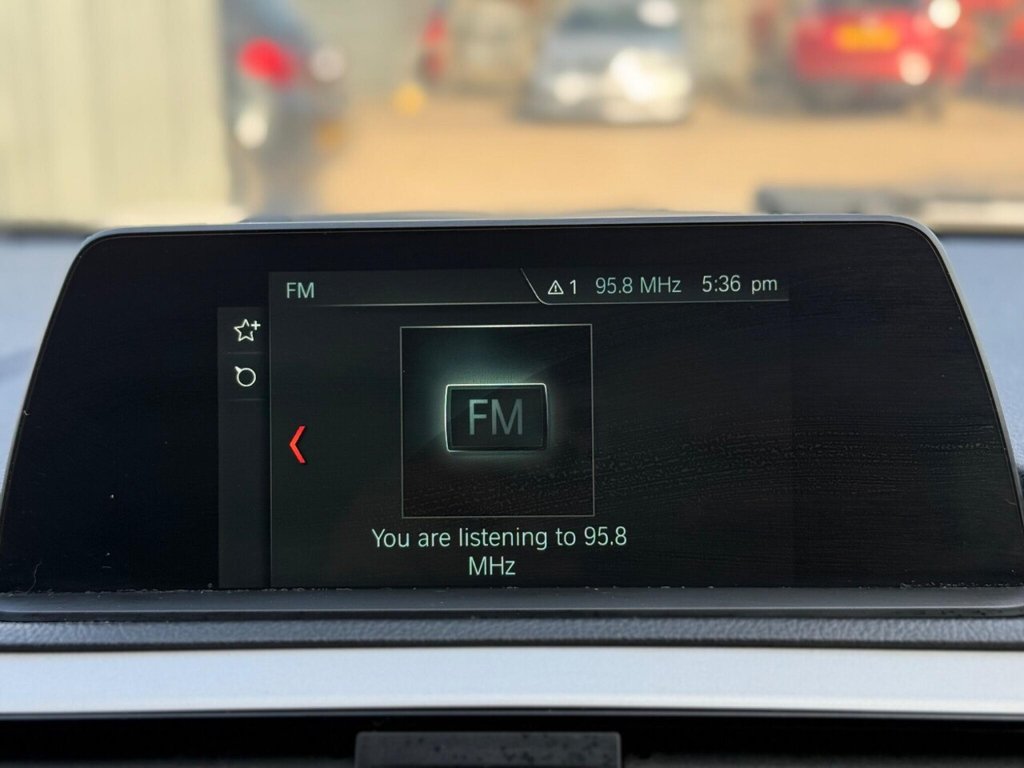 FM
1 95.8 MHz 5:36 pm
FM
You are listening to 95.8
MHz